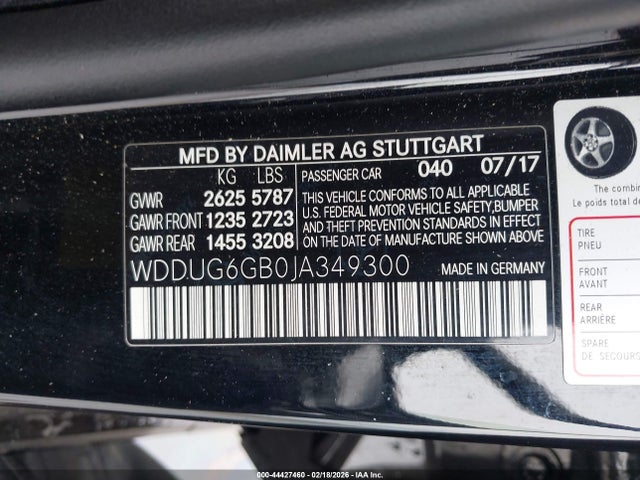 MFD BY DAIMLER AG STUTTGART
KG LBS PASSENGER CAR 040 07/17
GVWR 2625 5787
GAWR FRONT 1235 2723
GAWR REAR 1455 3208
THIS VEHICLE CONFORMS TO ALL APPLICABLE
U.S. FEDERAL MOTOR VEHICLE SAFETY,BUMPER
AND THEFT PREVENTION STANDARDS IN EFFECT
ON THE DATE OF MANUFACTURE SHOWN ABOVE
WDDUG6GB0JA349300 MADE IN GERMANY
The combin
Le poids total de
TIRE
PNEU
FRONT
AVANT
REAR
ARRIÈRE
SPARE
DE SECOURS
000-44427460 - 02/18/2026 - IAA Inc.